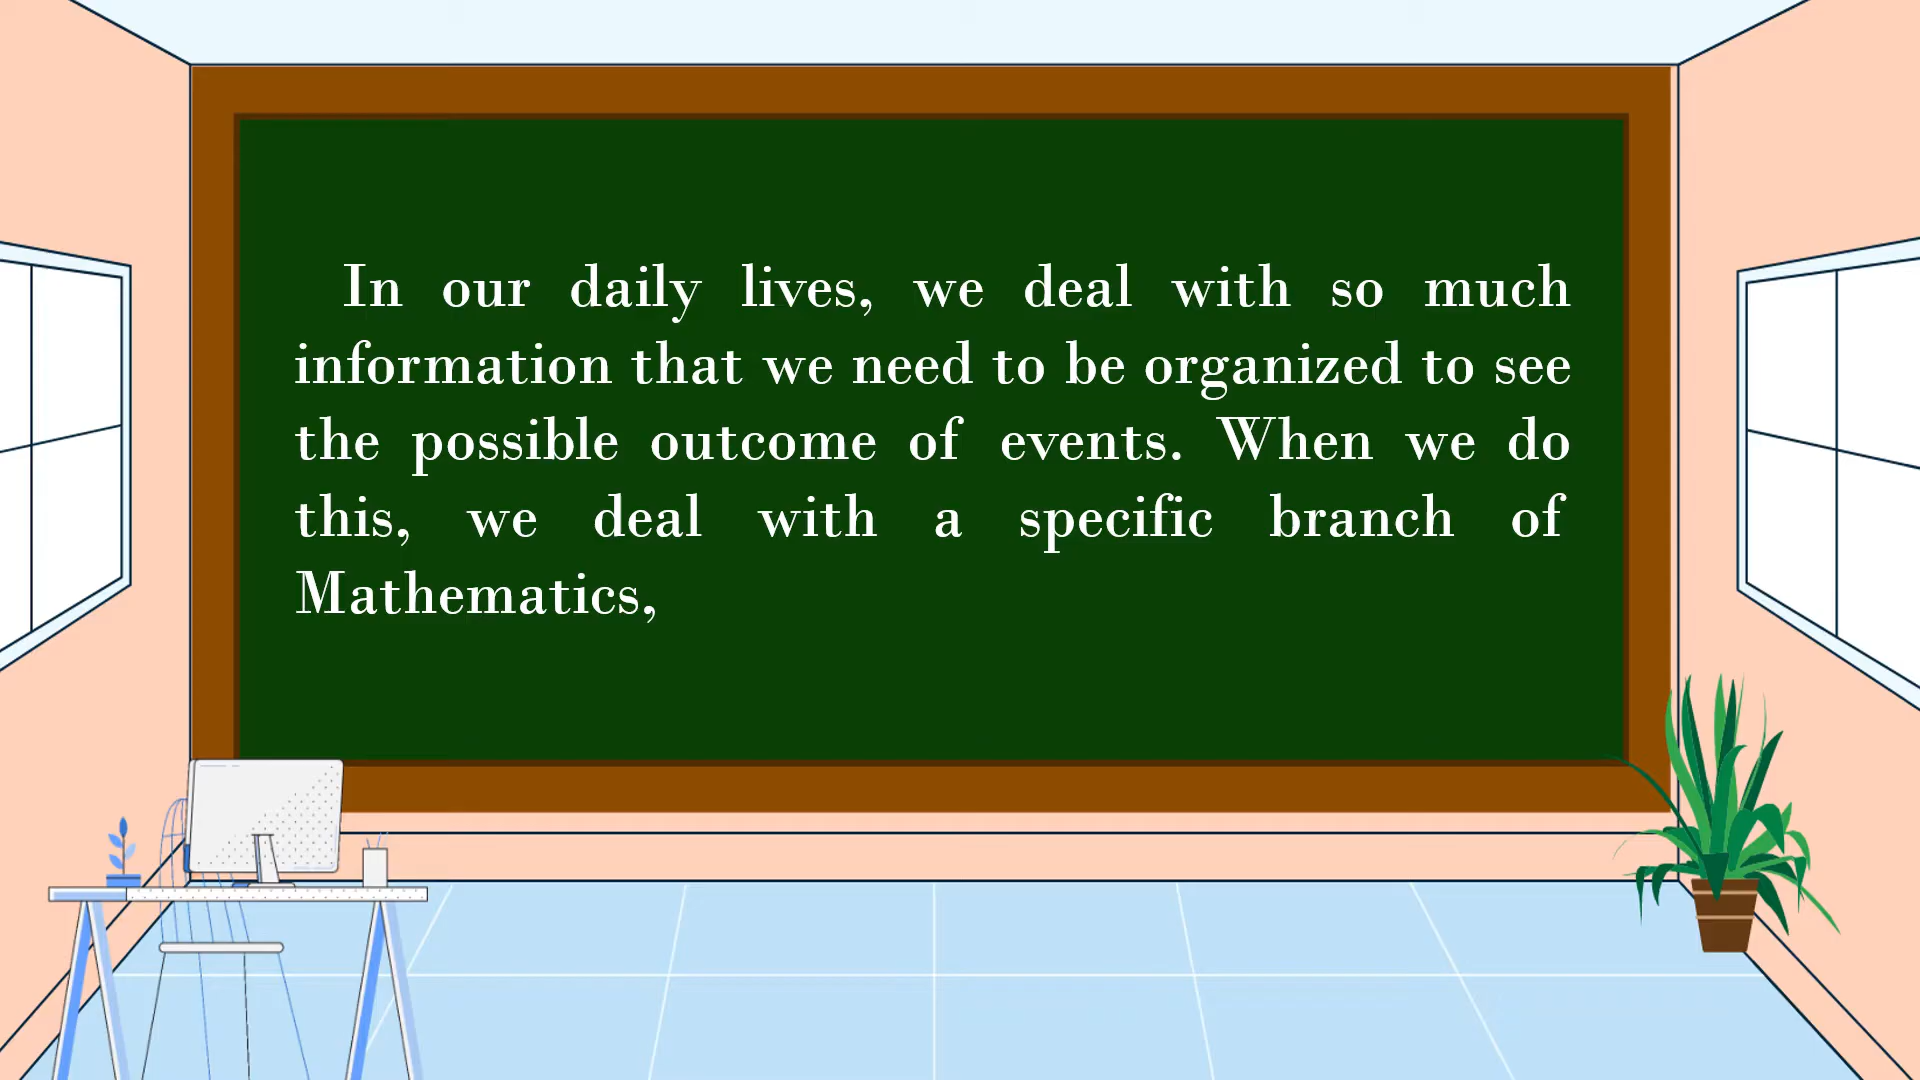 In our daily lives, we deal with so much
information that we need to be organized to see
the possible outcome of events. When we do
this, we deal with a specific branch of
Mathematics,